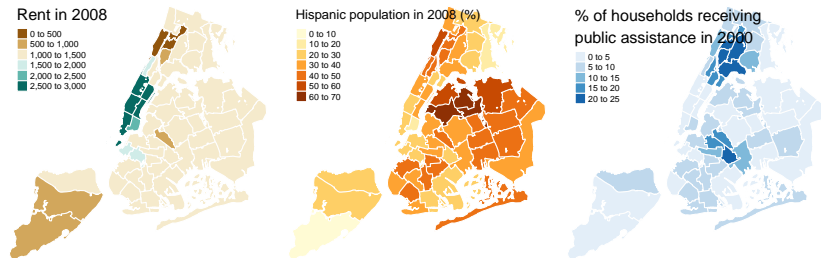 Rent in 2008
0 to 500
500 to 1,000
1,000 to 1,500
1,500 to 2,000
2,000 to 2,500
2,500 to 3,000
Hispanic population in 2008 (%)
0 to 10
10 to 20
20 to 30
30 to 40
40 to 50
50 to 60
60 to 70
% of households receiving
public assistance in 2000
0 to 5
5 to 10
10 to 15
15 to 20
20 to 25